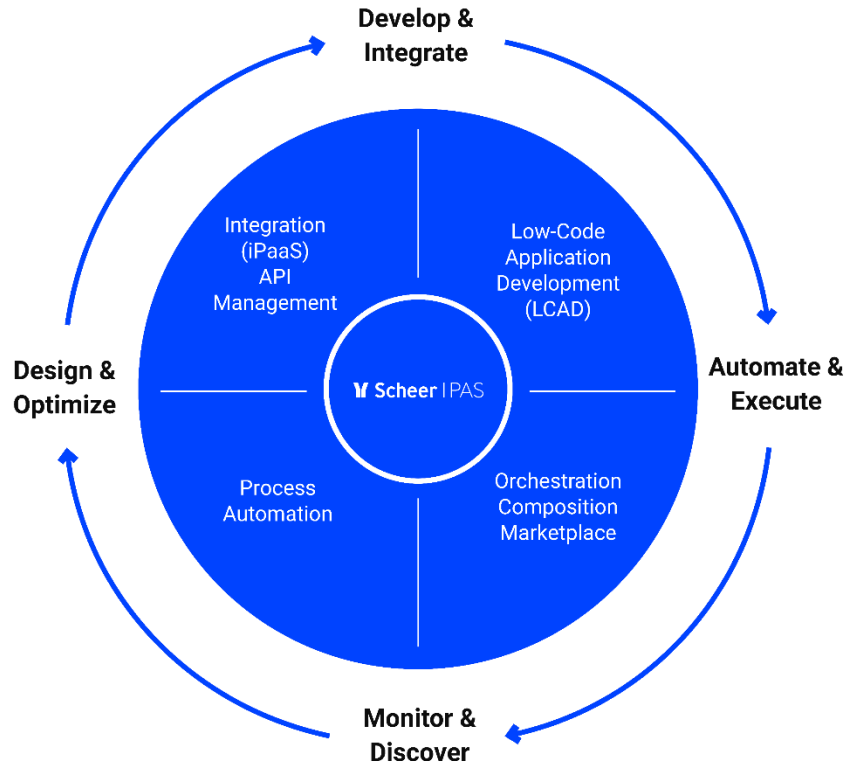 Develop &
Integrate
Integration
(iPaaS)
API
Management
Low-Code
Application
Development
(LCAD)
Design &
Optimize
Scheer | PAS
Automate &
Execute
Process
Automation
Orchestration
Composition
Marketplace
Monitor &
Discover